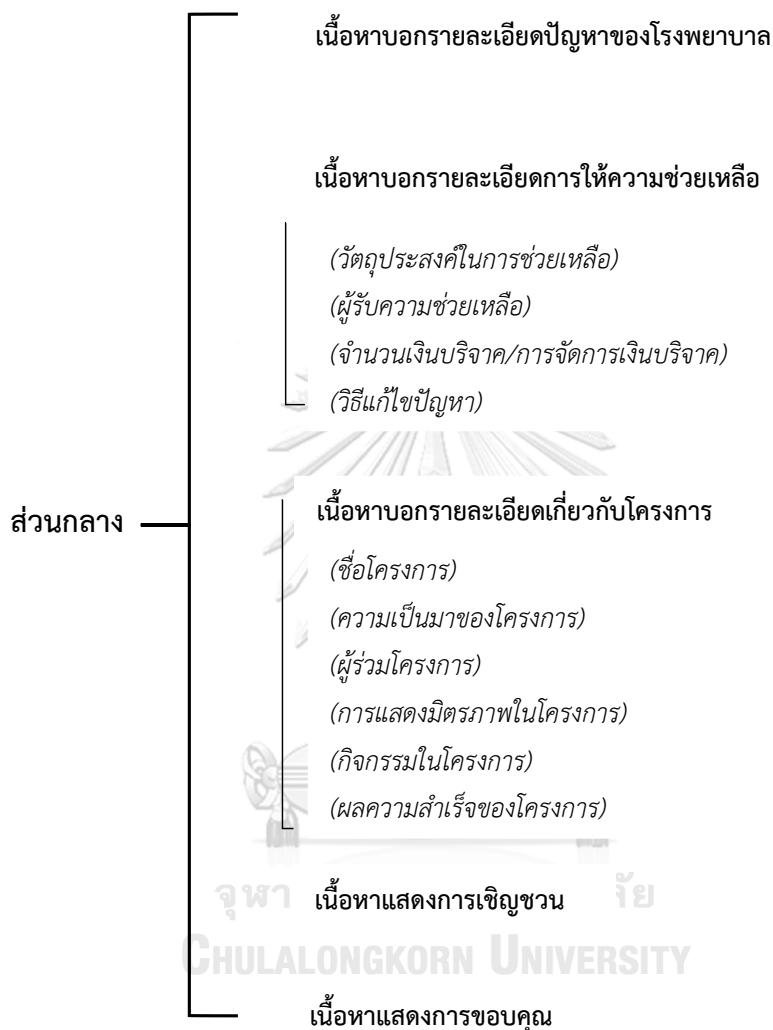 เนื้อหาบอกรายละเอียดปัญหาของโรงพยาบาล
เนื้อหาบอกรายละเอียดการให้ความช่วยเหลือ
(วัตถุประสงค์ในการช่วยเหลือ)
(ผู้รับความช่วยเหลือ)
(จำนวนเงินบริจาค/การจัดการเงินบริจาค)
(วิธีแก้ไขปัญหา)
ส่วนกลาง
เนื้อหาบอกรายละเอียดเกี่ยวกับโครงการ
(ชื่อโครงการ)
(ความเป็นมาของโครงการ)
(ผู้ร่วมโครงการ)
(การแสดงมิตรภาพในโครงการ)
(กิจกรรมในโครงการ)
(ผลความสำเร็จของโครงการ)
จุฬา เนื้อหาแสดงการเชิญชวน ัย
CHULALONGKORN UNIVERSITY
เนื้อหาแสดงการขอบคุณ